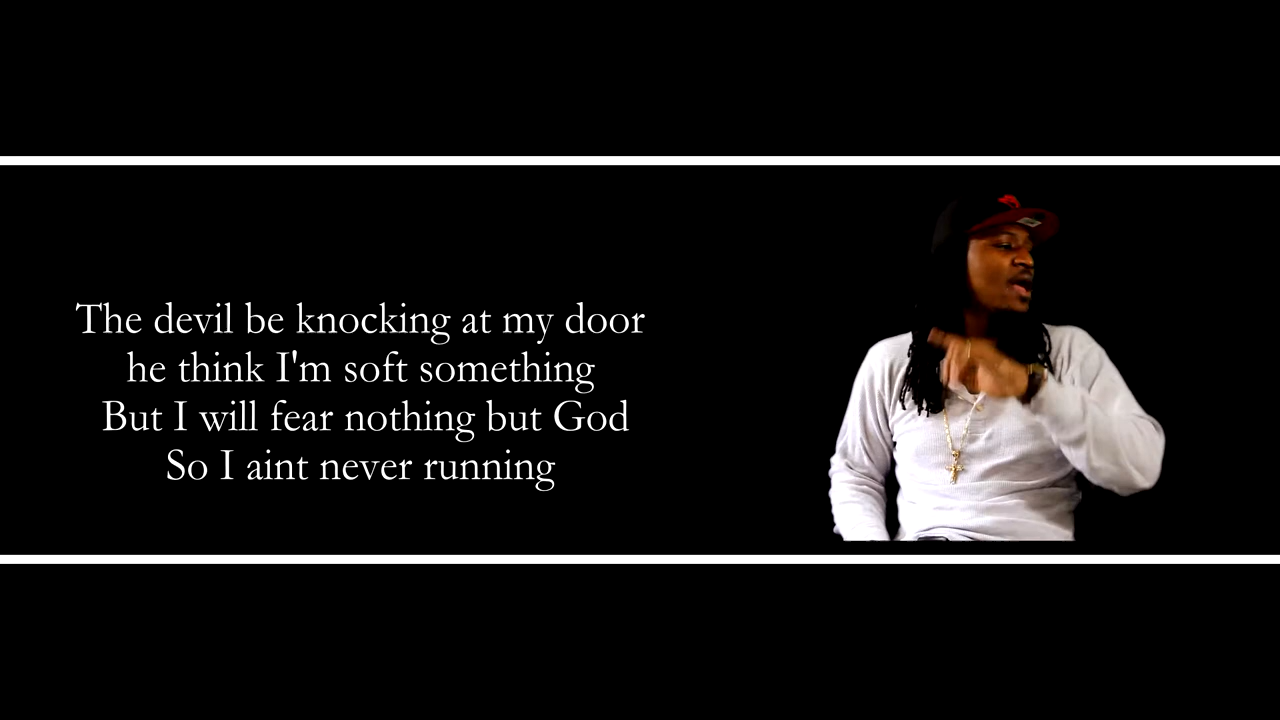 The devil be knocking at my door
he think I'm soft something
But I will fear nothing but God
So I aint never running